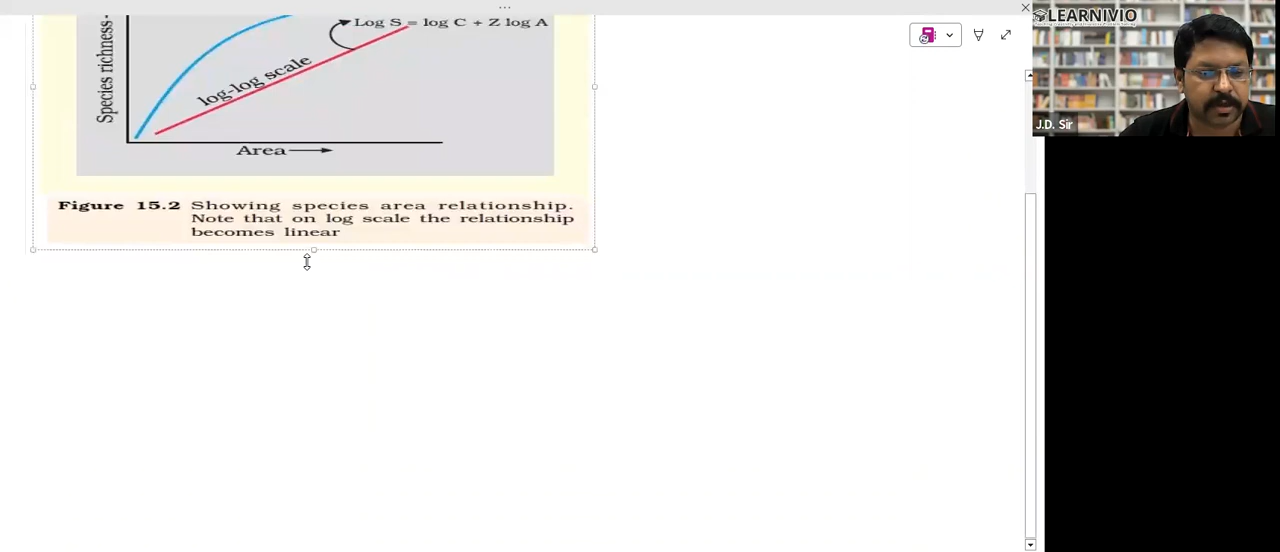 Log S = log C + Z log A
Species richness
log-log scale
Area
Figure 15.2 Showing species area relationship.
Note that on log scale the relationship
becomes linear
LEARNIVIO
J.D. Sir